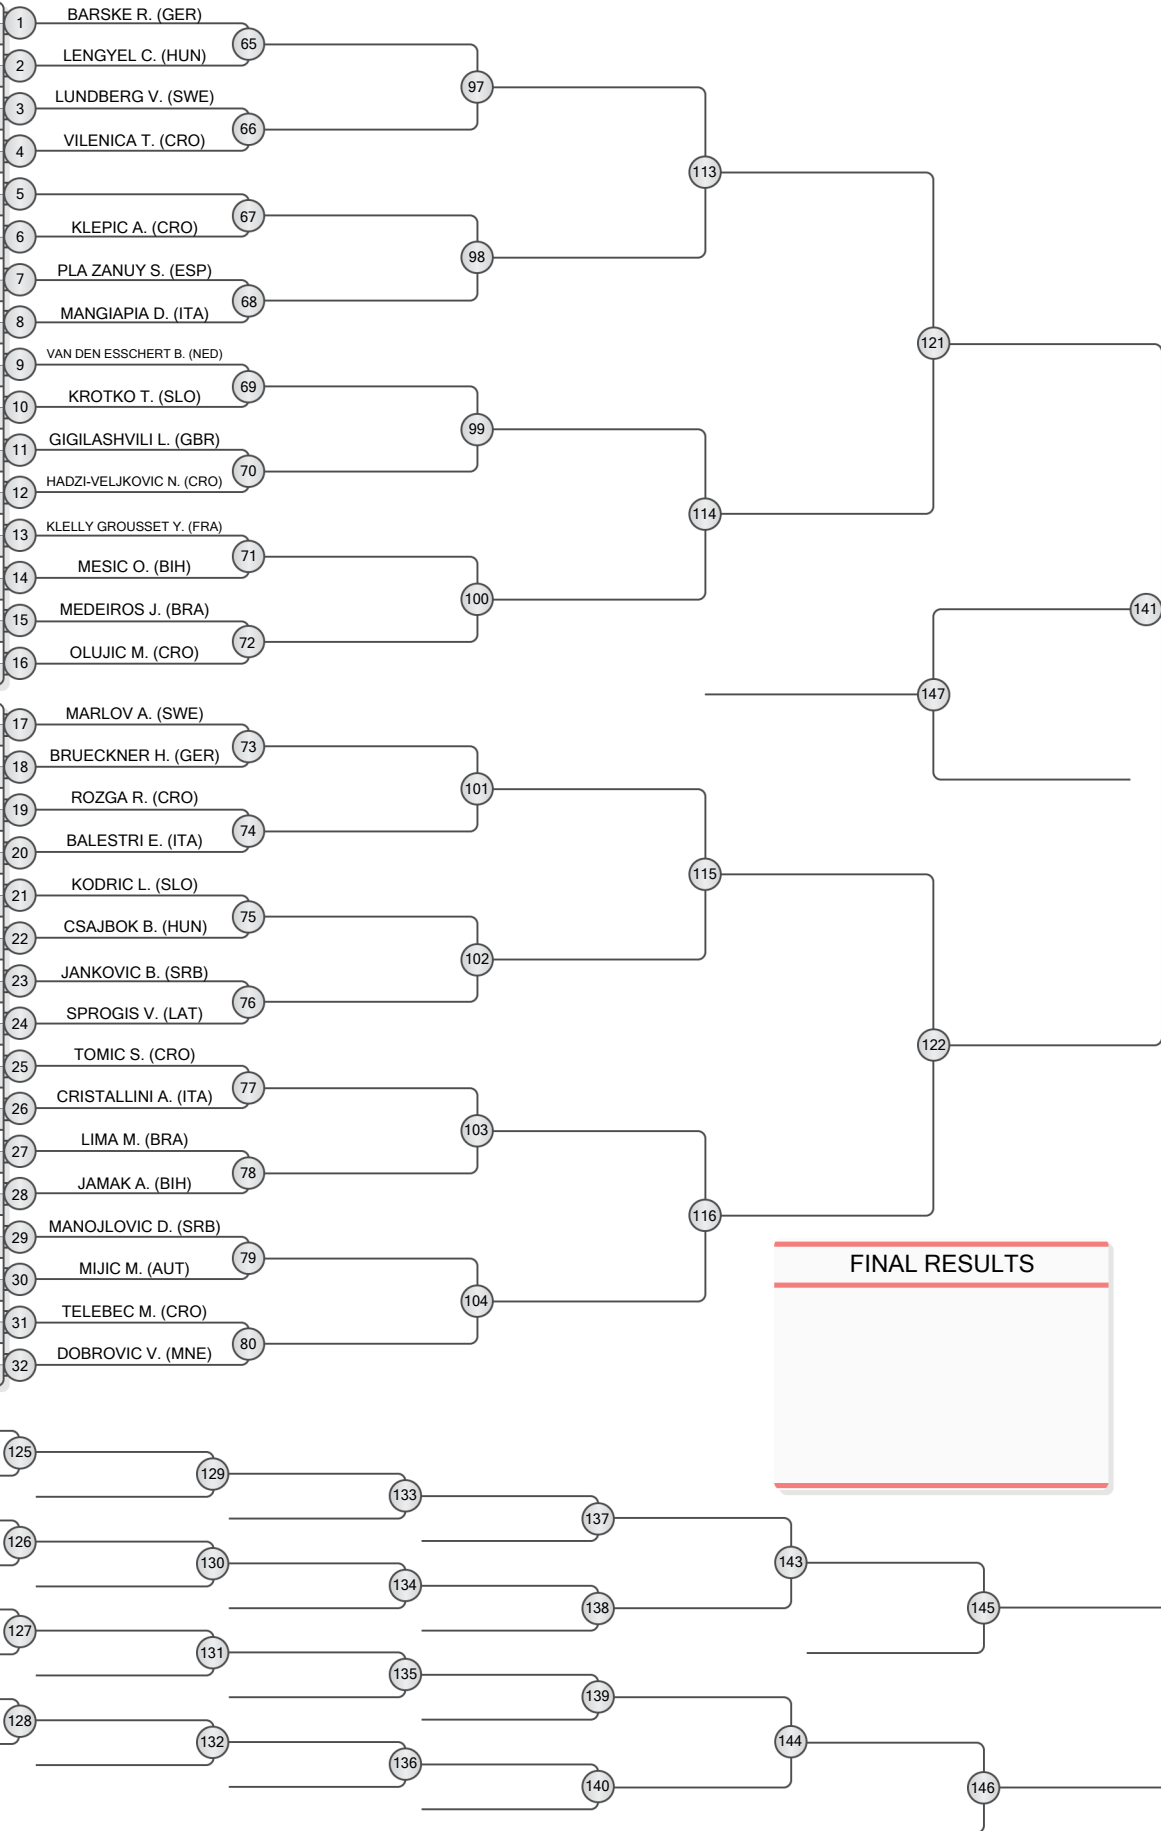 1 BARSKE R. (GER)
65
2 LENGYEL C. (HUN)
97
3 LUNDBERG V. (SWE)
66
4 VILENICA T. (CRO)
113
5
67
6 KLEPIC A. (CRO)
98
7 PLA ZANUY S. (ESP)
68
8 MANGIAPIA D. (ITA)
121
9 VAN DEN ESSCHERT B. (NED)
69
10 KROTKO T. (SLO)
99
11 GIGILASHVILI L. (GBR)
70
12 HADZI-VELJKOVIC N. (CRO)
114
13 KLELLY GROUSSET Y. (FRA)
71
14 MESIC O. (BIH)
100
141
15 MEDEIROS J. (BRA)
72
16 OLUJIC M. (CRO)
147
17 MARLOV A. (SWE)
73
18 BRUECKNER H. (GER)
101
19 ROZGA R. (CRO)
74
20 BALESTRI E. (ITA)
115
21 KODRIC L. (SLO)
75
22 CSAJBOK B. (HUN)
102
23 JANKOVIC B. (SRB)
76
24 SPROGIS V. (LAT)
122
25 TOMIC S. (CRO)
77
26 CRISTALLINI A. (ITA)
103
27 LIMA M. (BRA)
78
28 JAMAK A. (BIH)
116
29 MANOJLOVIC D. (SRB)
79
30 MIJIC M. (AUT)
104
31 TELEBEC M. (CRO)
80
32 DOBROVIC V. (MNE)
FINAL RESULTS
125
129
133
137
126
130
143
134
138
145
127
131
135
139
128
132
144
136
140
146